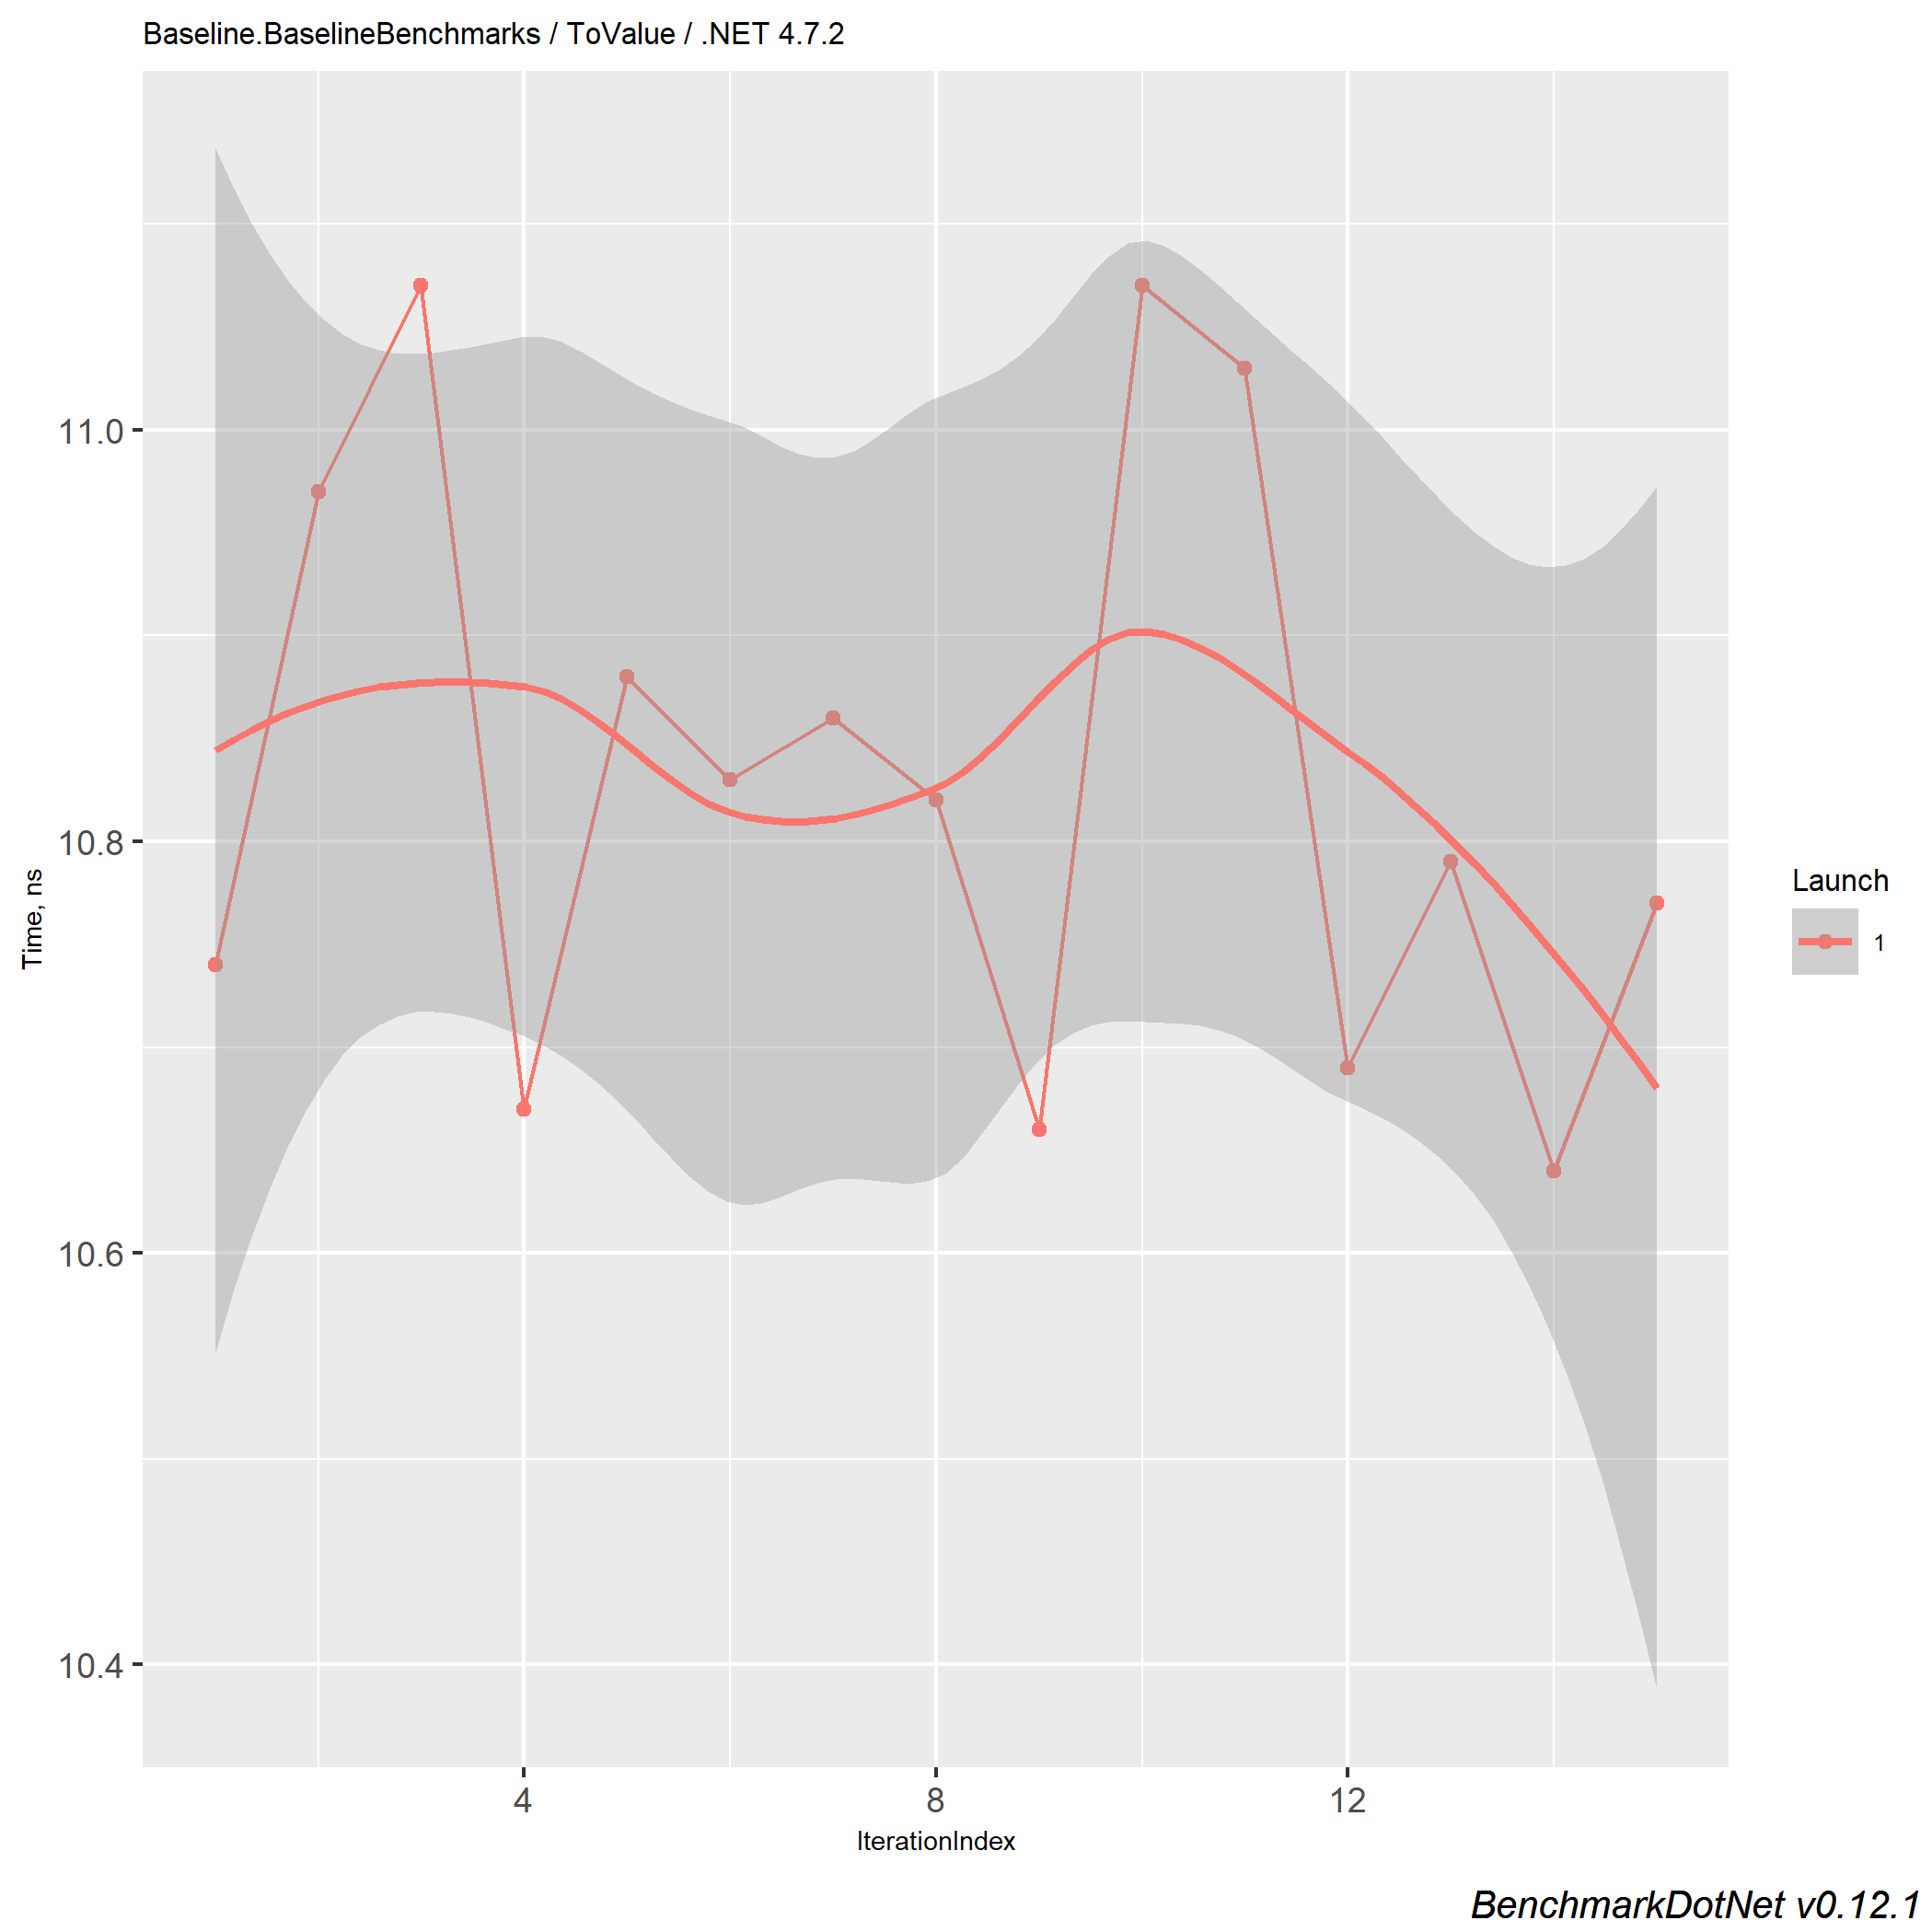 Baseline.BaselineBenchmarks / ToValue / .NET 4.7.2
11.0
10.8
10.6
10.4
Time, ns
4
8
12
IterationIndex
Launch
1
BenchmarkDotNet v0.12.1